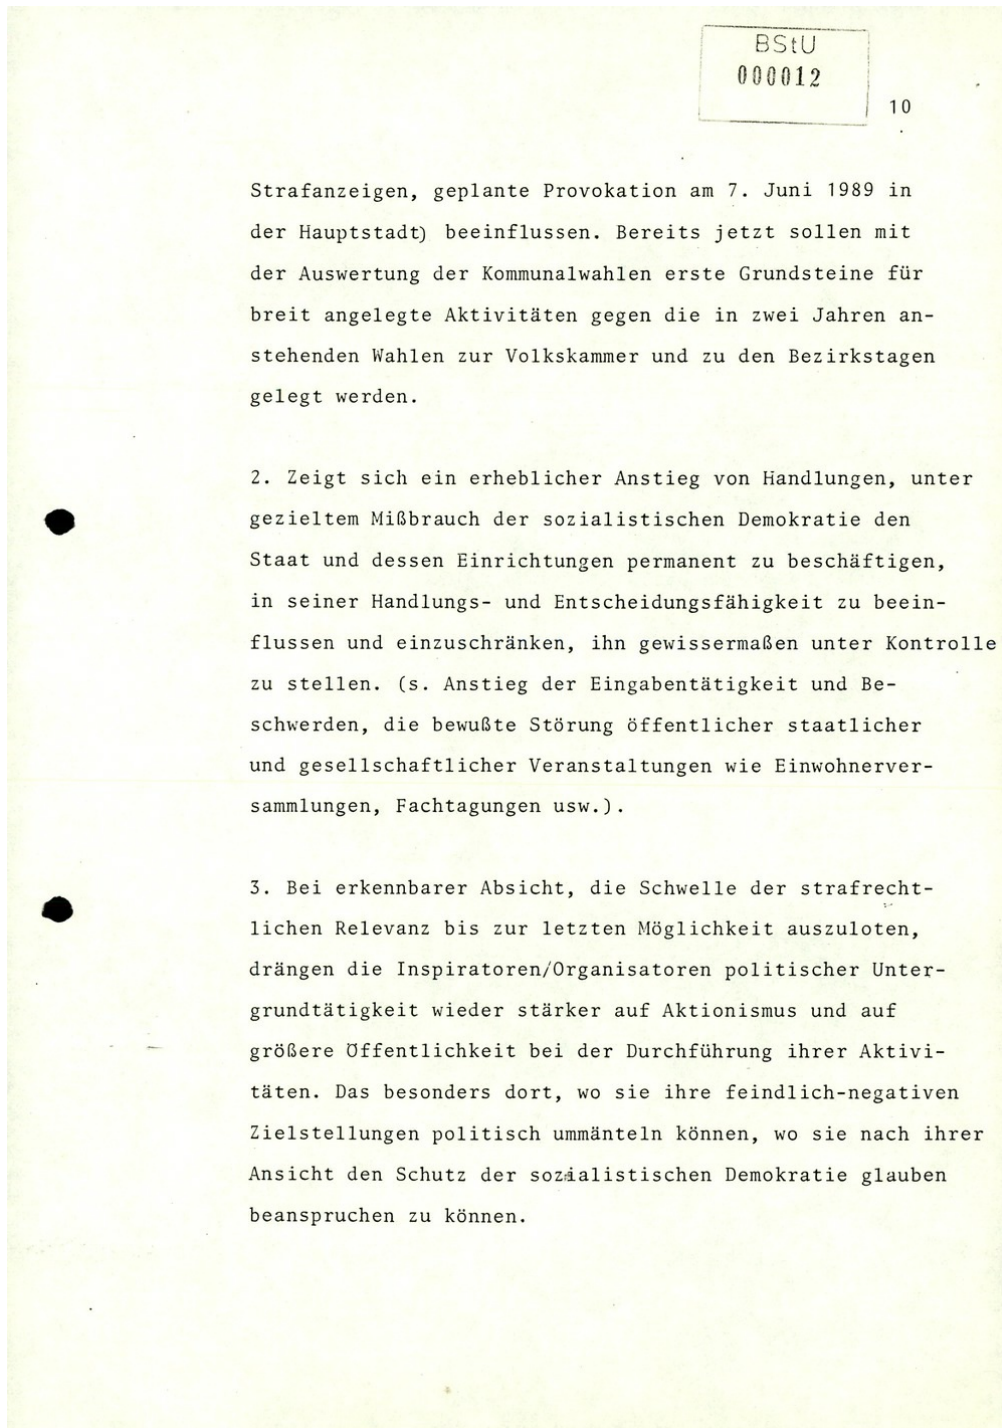 BStU
000012
10
Strafanzeigen, geplante Provokation am 7. Juni 1989 in
der Hauptstadt) beeinflussen. Bereits jetzt sollen mit
der Auswertung der Kommunalwahlen erste Grundsteine für
breit angelegte Aktivitäten gegen die in zwei Jahren an-
stehenden Wahlen zur Volkskammer und zu den Bezirkstagen
gelegt werden.
2. Zeigt sich ein erheblicher Anstieg von Handlungen, unter
gezieltem Mißbrauch der sozialistischen Demokratie den
Staat und dessen Einrichtungen permanent zu beschäftigen,
in seiner Handlungs- und Entscheidungsfähigkeit zu beein-
flussen und einzuschränken, ihn gewissermaßen unter Kontrolle
zu stellen. (s. Anstieg der Eingabentätigkeit und Be-
schwerden, die bewußte Störung öffentlicher staatlicher
und gesellschaftlicher Veranstaltungen wie Einwohnerver-
sammlungen, Fachtagungen usw.).
3. Bei erkennbarer Absicht, die Schwelle der strafrecht-
lichen Relevanz bis zur letzten Möglichkeit auszuloten,
drängen die Inspiratoren/Organisatoren politischer Unter-
grundtätigkeit wieder stärker auf Aktionismus und auf
größere Öffentlichkeit bei der Durchführung ihrer Aktivi-
täten. Das besonders dort, wo sie ihre feindlich-negativen
Zielstellungen politisch ummänteln können, wo sie nach ihrer
Ansicht den Schutz der sozialistischen Demokratie glauben
beanspruchen zu können.